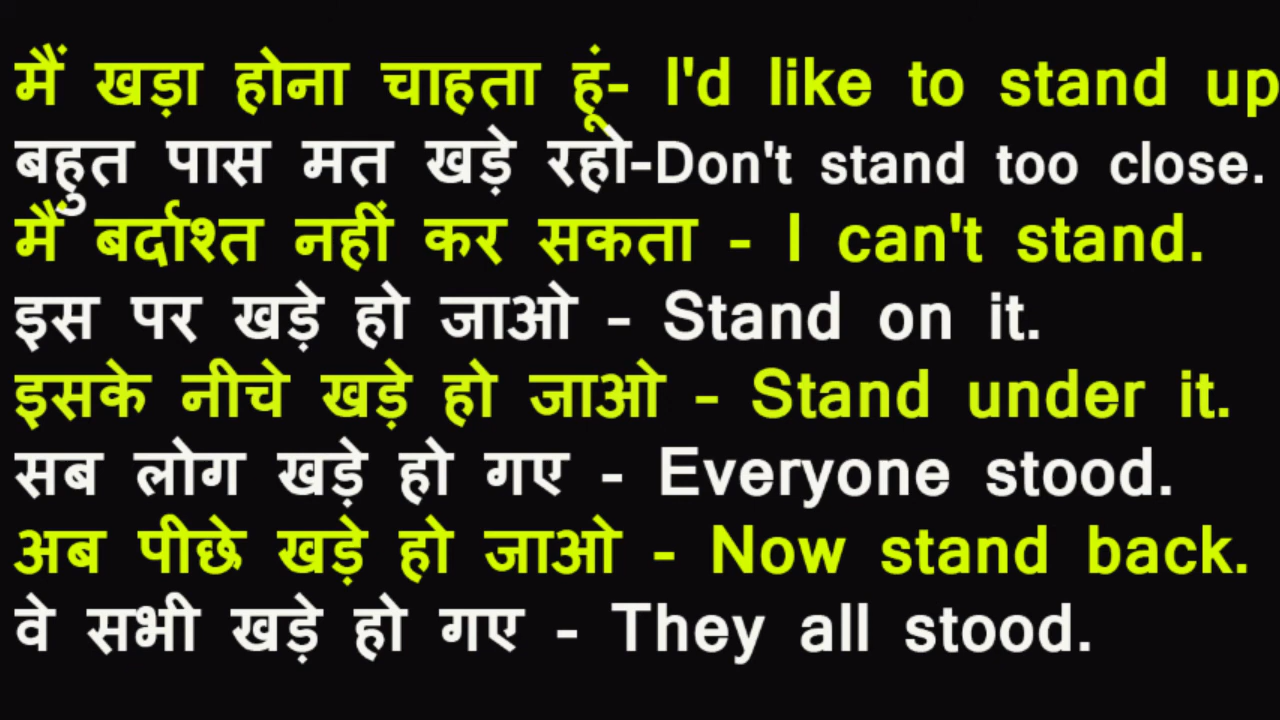 मैं खड़ा होना चाहता हूं- I'd like to stand up
बहुत पास मत खड़े रहो-Don't stand too close.
मैं बर्दाश्त नहीं कर सकता - I can't stand.
इस पर खड़े हो जाओ - Stand on it.
इसके नीचे खड़े हो जाओ - Stand under it.
सब लोग खड़े हो गए - Everyone stood.
अब पीछे खड़े हो जाओ - Now stand back.
वे सभी खड़े हो गए - They all stood.